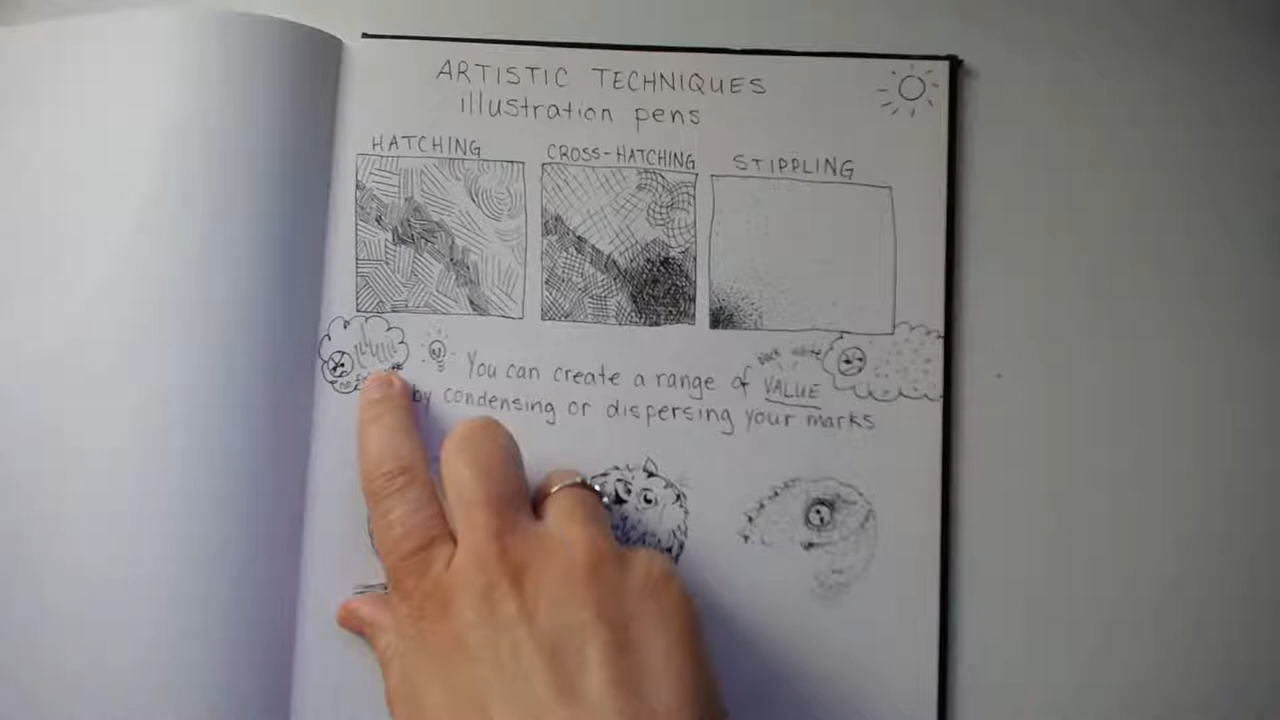 ARTISTIC TECHNIQUES
illustration pens
HATCHING
CROSS-HATCHING
STIPPLING
You can create a range of VALUE
by condensing or dispersing your marks